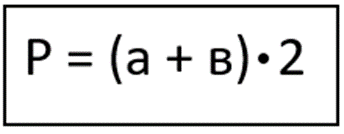 Р = (а + в)•2